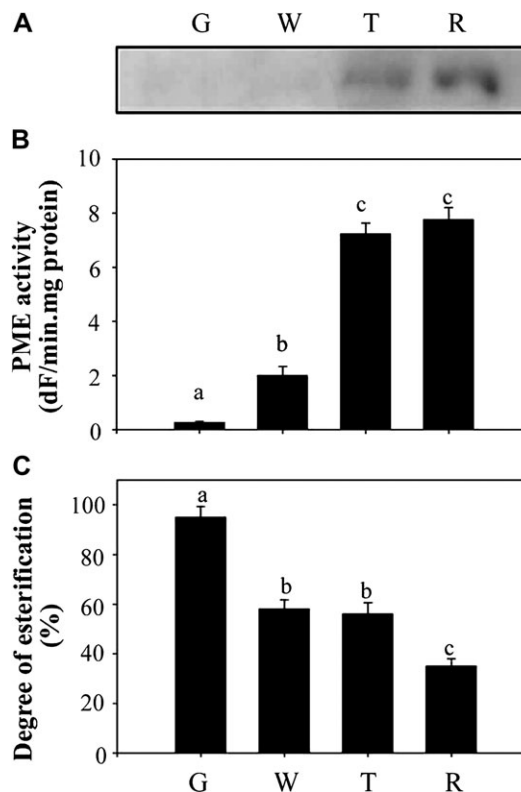 A
G W T R
B
PME activity
(dF/min.mg protein)
10
8
6
4
2
0
a
b
c
c
C
Degree of esterification
(%)
100
80
60
40
20
0
a
b
b
c
G W T R